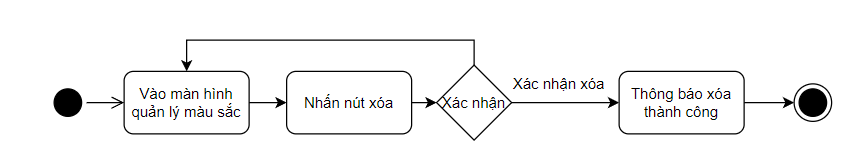 Vào màn hình
quản lý màu sắc
Nhấn nút xóa
Xác nhận
Xác nhận xóa
Thông báo xóa
thành công